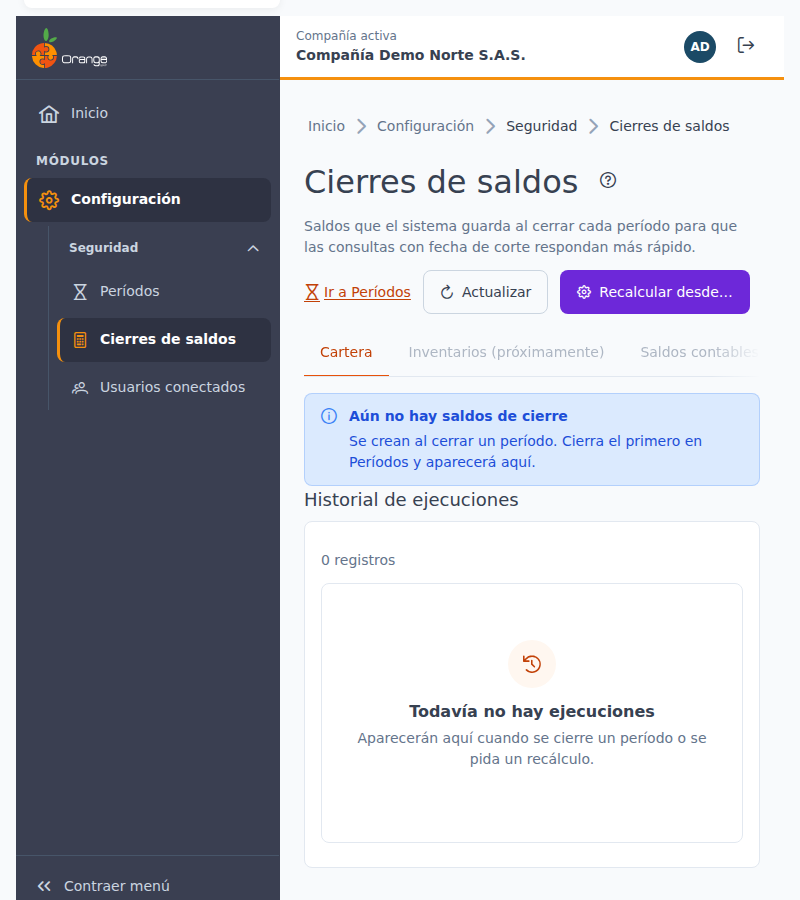 Orange
Compañía activa
Compañía Demo Norte S.A.S.
AD
Inicio
MÓDULOS
Configuración
Seguridad
Períodos
Cierres de saldos
Usuarios conectados
Contraer menú
Inicio Configuración Seguridad Cierres de saldos
Cierres de saldos
Saldos que el sistema guarda al cerrar cada período para que
las consultas con fecha de corte respondan más rápido.
Ir a Períodos Actualizar Recalcular desde...
Cartera Inventarios (próximamente) Saldos contables
Aún no hay saldos de cierre
Se crean al cerrar un período. Cierra el primero en
Períodos y aparecerá aquí.
Historial de ejecuciones
0 registros
Todavía no hay ejecuciones
Aparecerán aquí cuando se cierre un período o se
pida un recálculo.